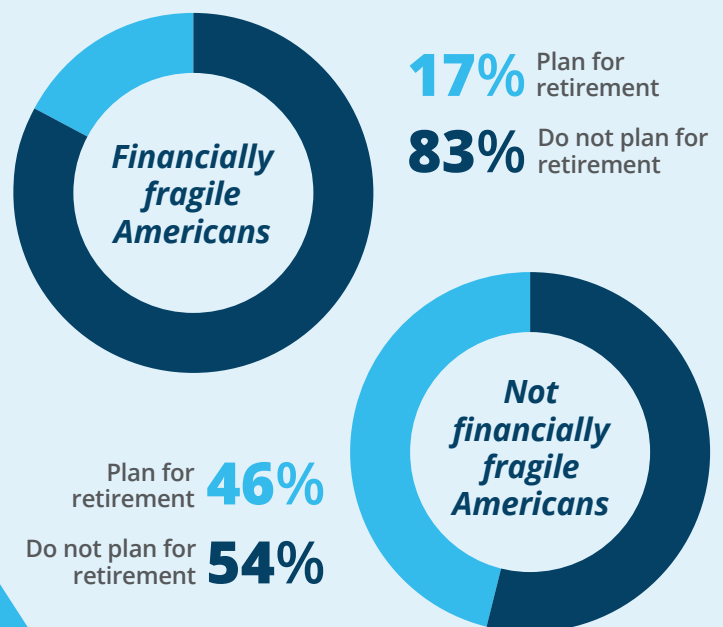 Financially
fragile
Americans
17% Plan for
retirement
83% Do not plan for
retirement
Not
financially
fragile
Americans
Plan for
retirement 46%
Do not plan for
retirement 54%